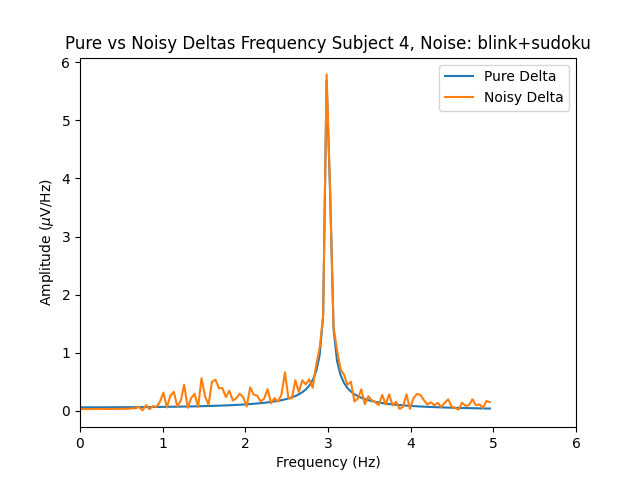 Pure vs Noisy Deltas Frequency Subject 4, Noise: blink+sudoku
Pure Delta
Noisy Delta
Amplitude (μV/Hz)
6
5
4
3
2
1
0
0 1 2 3 4 5 6
Frequency (Hz)